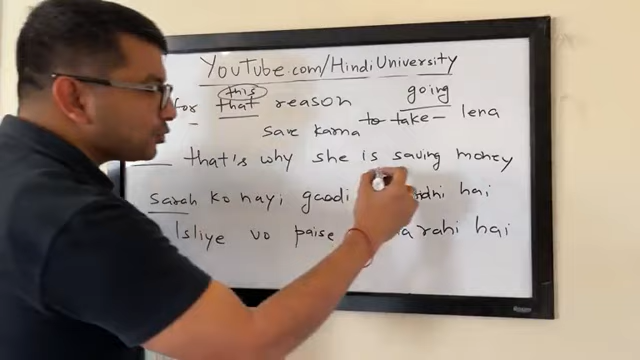 YouTube.com/HindiUniversity
this going
for that reason to take lena
save karna
that's why she is saving money
sarah ko nayi gaadi hai
Isliye vo paise rahi hai